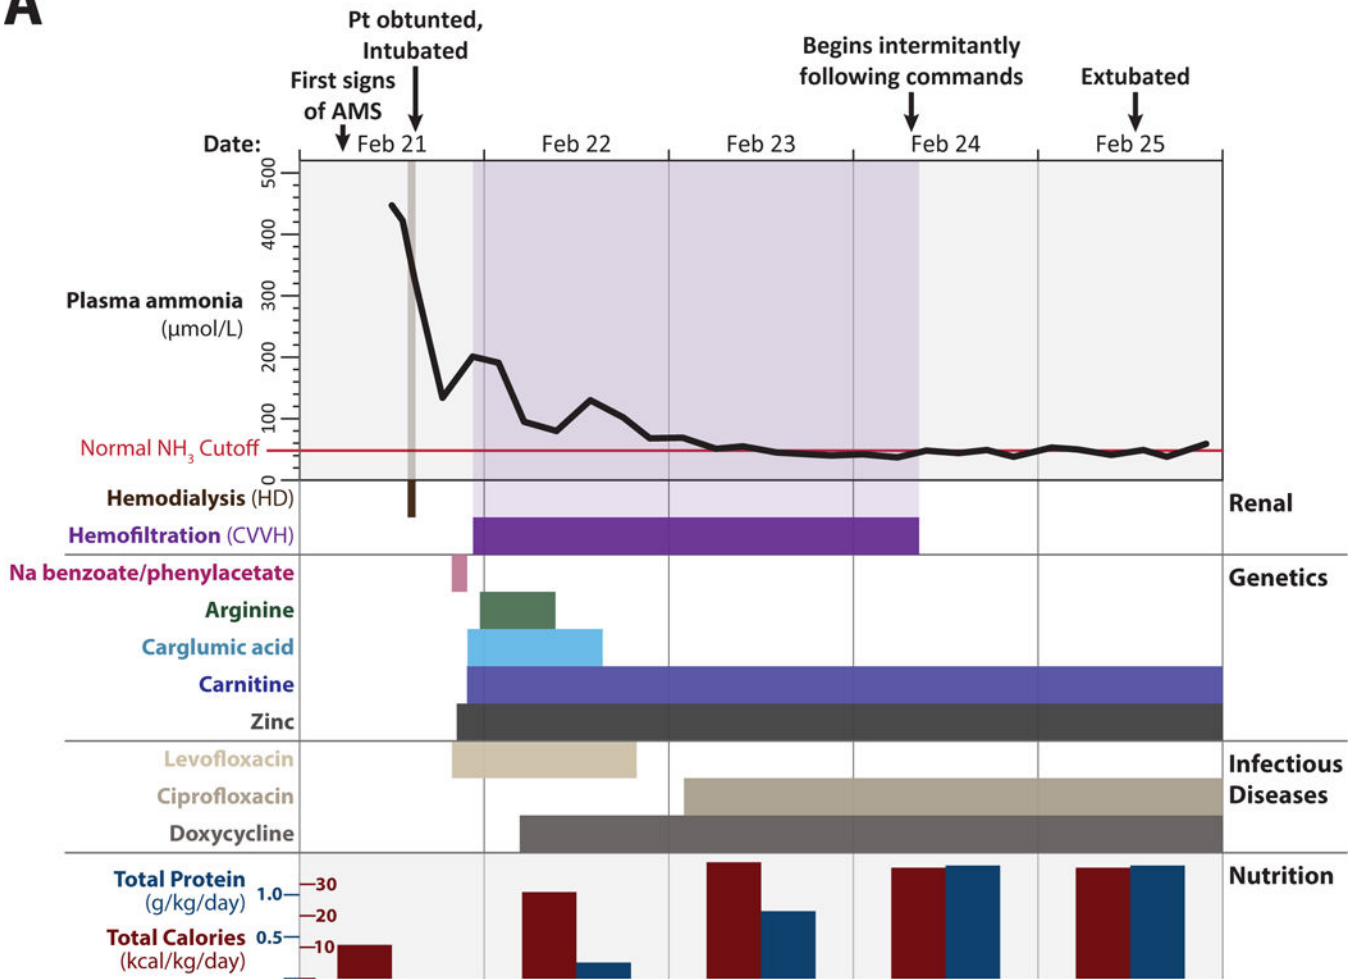 A
Pt obtunted,
Intubated
First signs
of AMS
Begins intermitantly
following commands
Extubated
Date: Feb 21 Feb 22 Feb 23 Feb 24 Feb 25
500
400
300
200
100
0
Plasma ammonia
(µmol/L)
Normal NH3 Cutoff
Hemodialysis (HD)
Hemofiltration (CVVH)
Renal
Na benzoate/phenylacetate
Arginine
Carglumic acid
Carnitine
Zinc
Genetics
Levofloxacin
Ciprofloxacin
Doxycycline
Infectious
Diseases
Total Protein
(g/kg/day)
1.0
0.5
Total Calories
(kcal/kg/day)
30
20
10
Nutrition